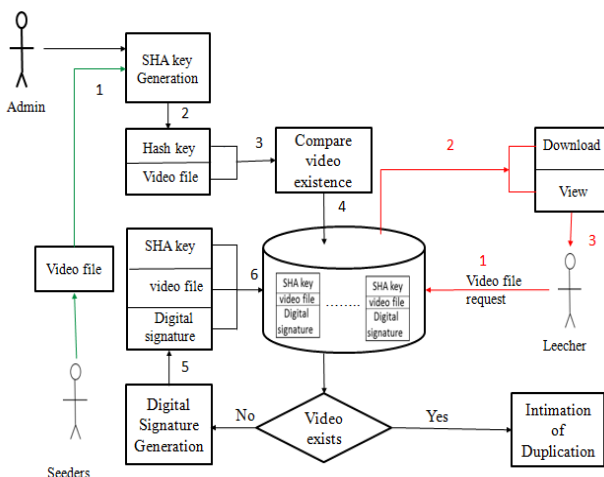 Admin
1
SHA key
Generation
2
Hash key
Video file
3
Compare
video
existence
4
2
Download
View
3
Video file
SHA key
video file
Digital
signature
6
SHA key
video file
Digital
signature
........
SHA key
video file
Digital
signature
1
Video file
request
Leecher
5
Seeders
Digital
Signature
Generation
No
Video
exists
Yes
Intimation
of
Duplication